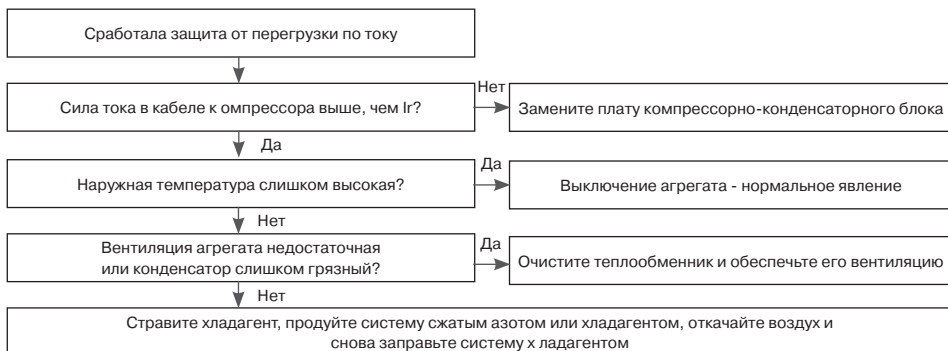 Сработала защита от перегрузки по току
Сила тока в кабеле к омпрессора выше, чем Ir?
Нет
Замените плату компрессорно-конденсаторного блока
Да
Наружная температура слишком высокая?
Да
Выключение агрегата - нормальное явление
Нет
Вентиляция агрегата недостаточная
или конденсатор слишком грязный?
Да
Очистите теплообменник и обеспечьте его вентиляцию
Нет
Стравите хладагент, продуйте систему сжатым азотом или хладагентом, откачайте воздух и
снова заправьте систему х ладагентом